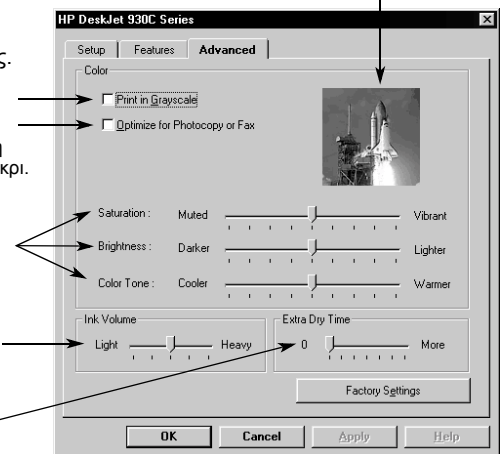 HP DeskJet 930C Series
Setup Features Advanced
ς.
Color
Print in Grayscale
Optimize for Photocopy or Fax
κρι.
Saturation : Muted Vibrant
Brightness : Darker Lighter
Color Tone : Cooler Warmer
Ink Volume Extra Dry Time
Light Heavy 0 More
Factory Settings
OK Cancel Apply Help